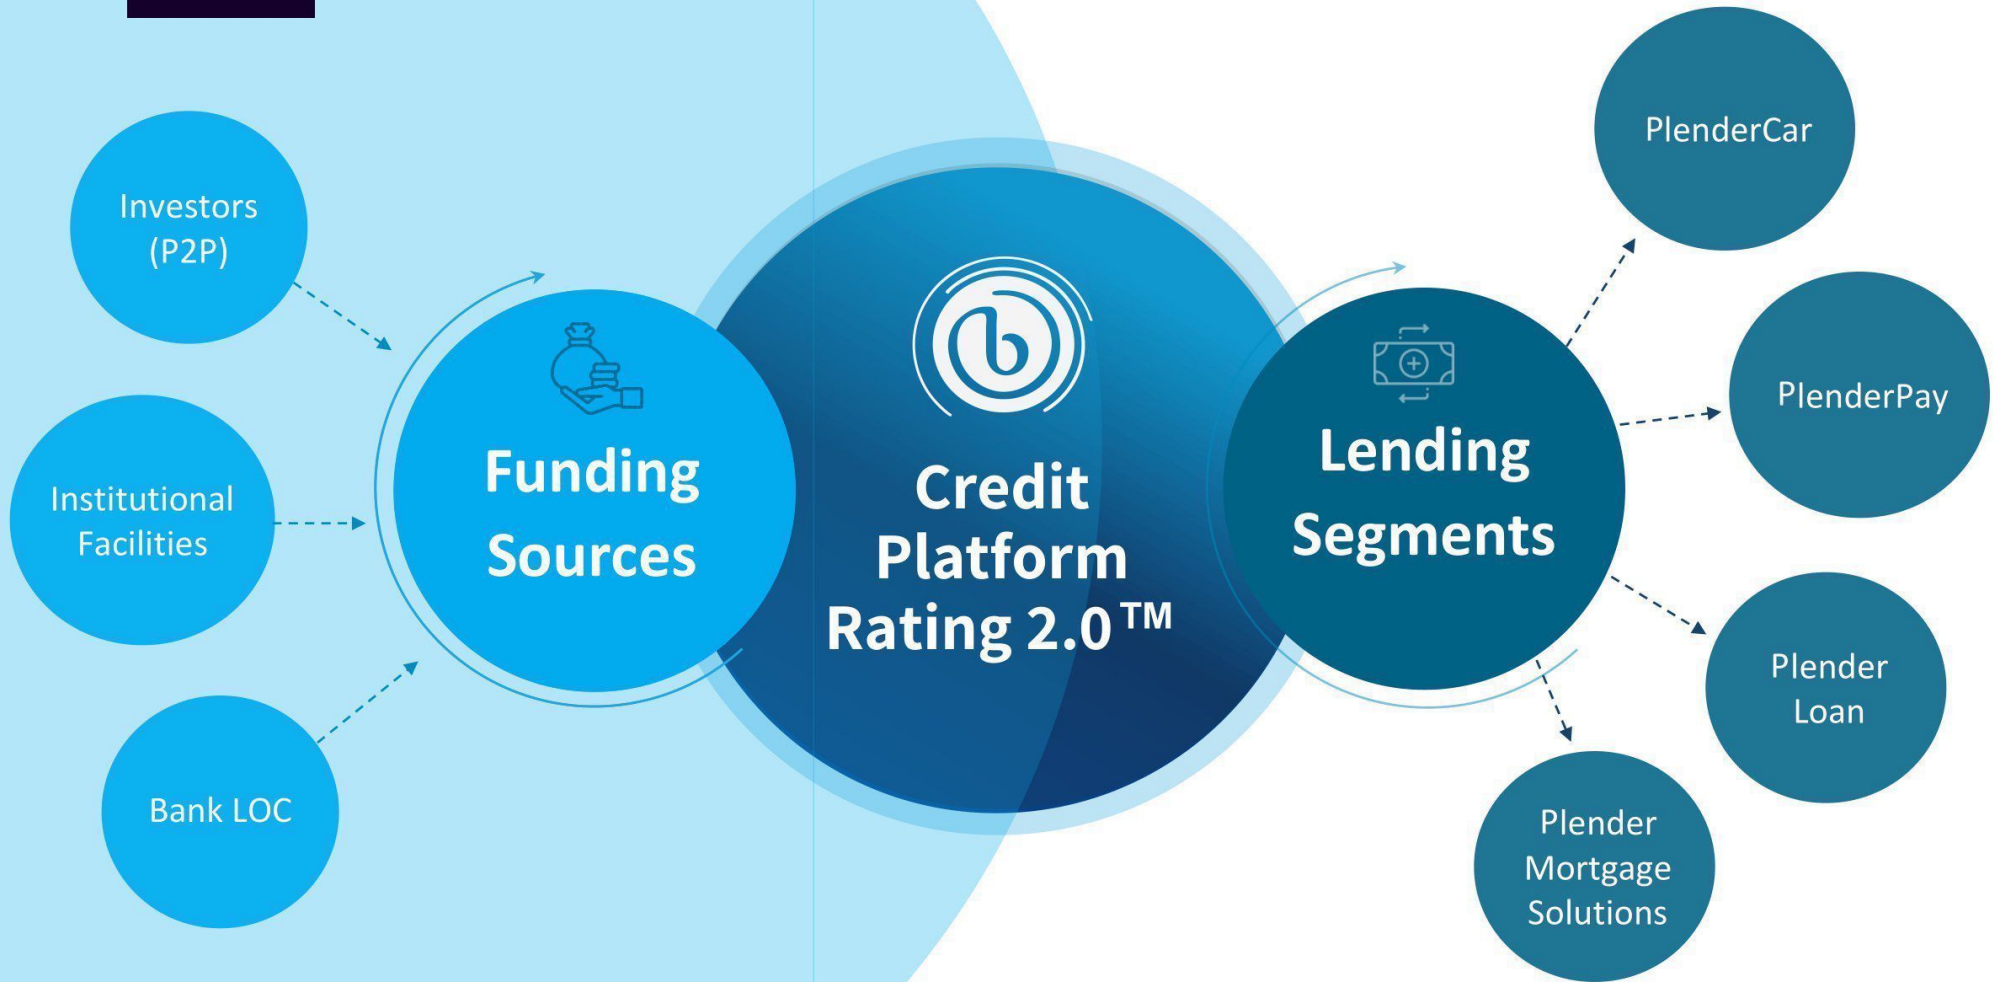 Investors
(P2P)
Institutional
Facilities
Bank LOC
Funding
Sources
b
Credit
Platform
Rating 2.0™
Lending
Segments
PlenderCar
PlenderPay
Plender
Loan
Plender
Mortgage
Solutions